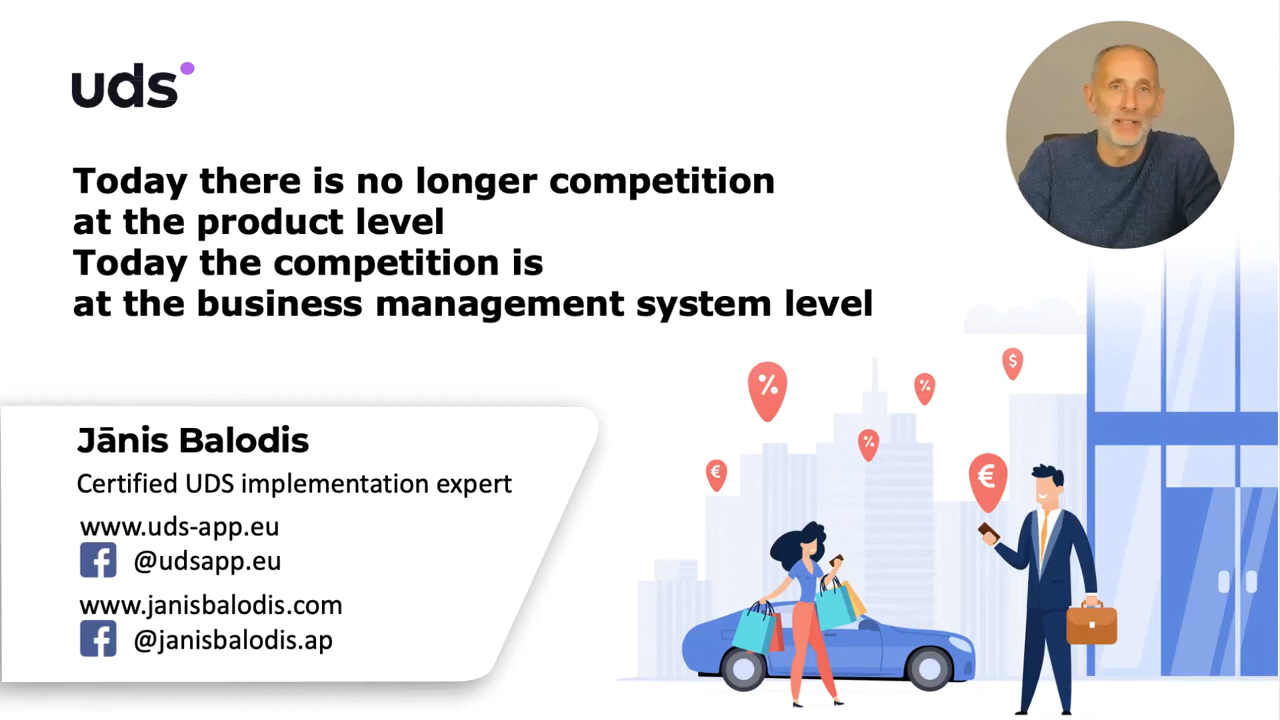 uds
Today there is no longer competition
at the product level
Today the competition is
at the business management system level
Jānis Balodis
Certified UDS implementation expert
www.uds-app.eu
@udsapp.eu
www.janisbalodis.com
@janisbalodis.ap
%
%
$
%
€
€